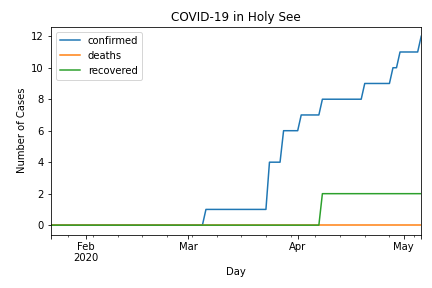 COVID-19 in Holy See
confirmed
deaths
recovered
Number of Cases
12
10
8
6
4
2
0
Feb
2020
Mar
Apr
May
Day